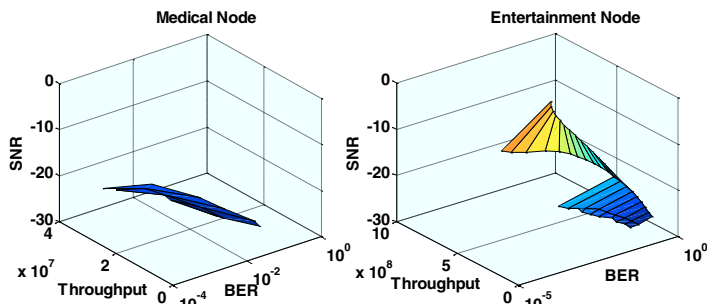 Medical Node
0
-10
-20
-30
SNR
4
2
0
x 10^7
Throughput
10^-4
10^-2
10^0
BER
Entertainment Node
0
-10
-20
-30
SNR
10
5
0
x 10^8
Throughput
10^-5
10^0
BER